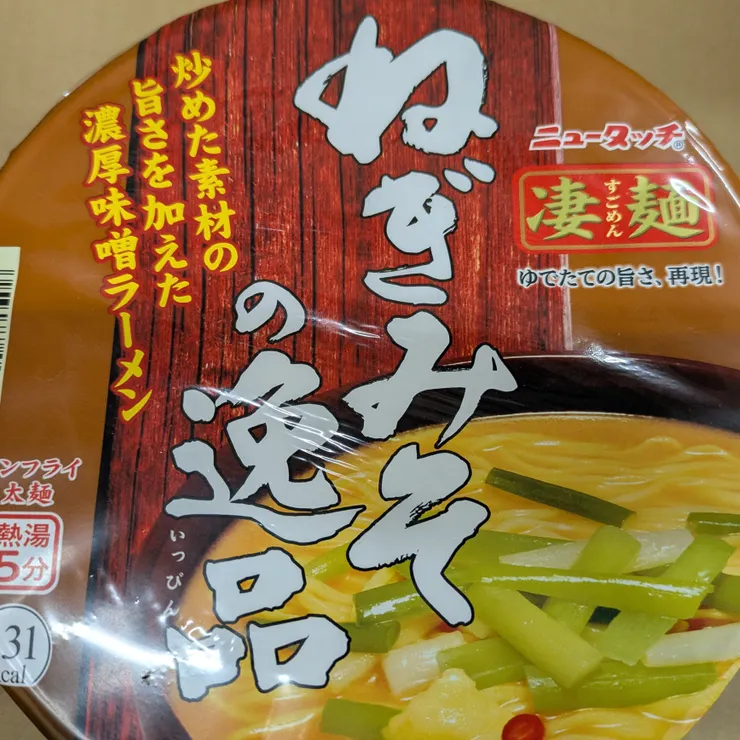 ねぎみそ
の逸品
いっぴん
炒めた素材の
旨さを加えた
濃厚味噌ラーメン
ニュータッチ®
凄麺
すごめん
ゆでたての旨さ、再現!
ンフライ
太麺
熱湯
5分
31
cal